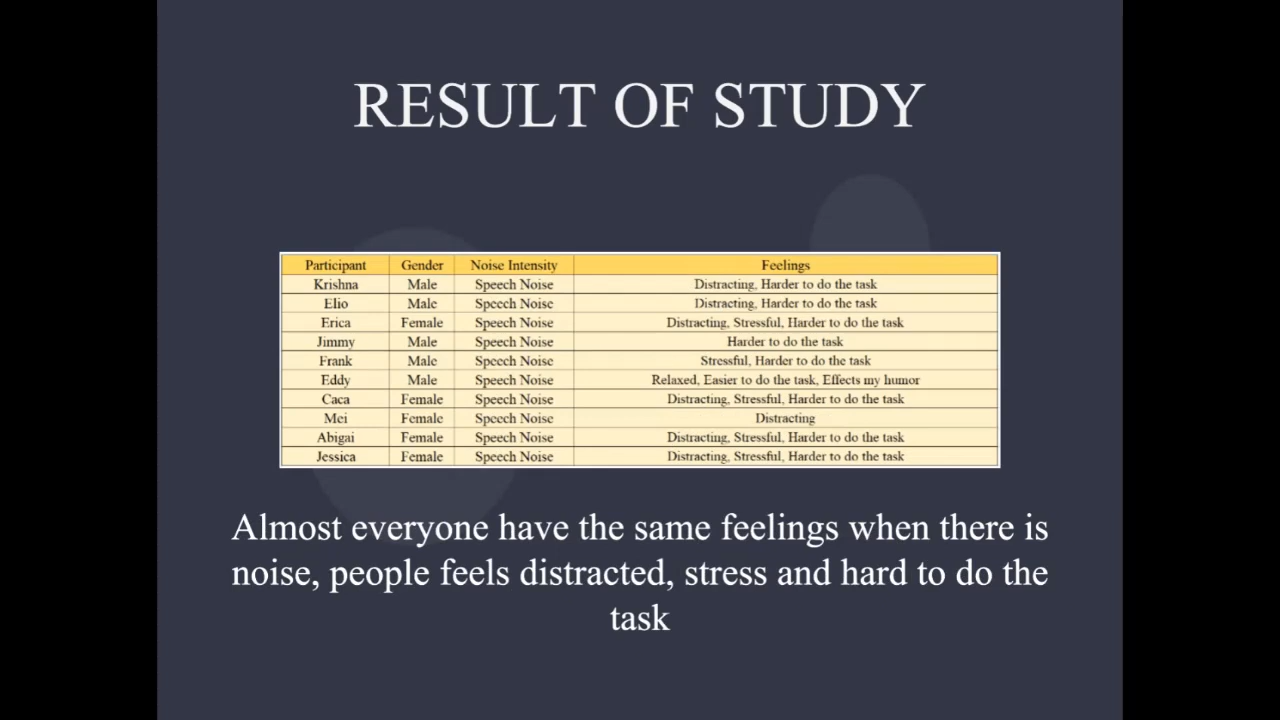 RESULT OF STUDY
Participant Gender Noise Intensity Feelings
Krishna Male Speech Noise Distracting, Harder to do the task
Elio Male Speech Noise Distracting, Harder to do the task
Erica Female Speech Noise Distracting, Stressful, Harder to do the task
Jimmy Male Speech Noise Harder to do the task
Frank Male Speech Noise Stressful, Harder to do the task
Eddy Male Speech Noise Relaxed, Easier to do the task, Effects my humor
Caca Female Speech Noise Distracting, Stressful, Harder to do the task
Mei Female Speech Noise Distracting
Abigai Female Speech Noise Distracting, Stressful, Harder to do the task
Jessica Female Speech Noise Distracting, Stressful, Harder to do the task
Almost everyone have the same feelings when there is
noise, people feels distracted, stress and hard to do the
task